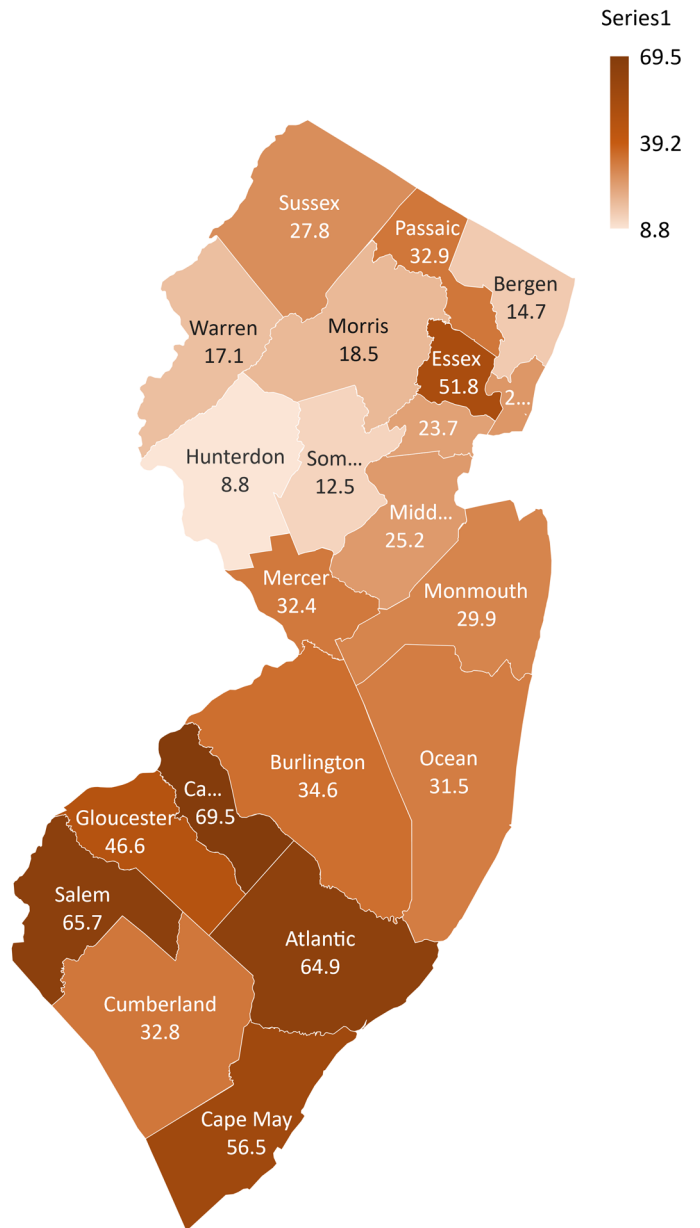 Series1
69.5
39.2
8.8
Sussex
27.8
Passaic
32.9
Bergen
14.7
Warren
17.1
Morris
18.5
Essex
51.8
2...
23.7
Hunterdon
8.8
Som...
12.5
Midd...
25.2
Mercer
32.4
Monmouth
29.9
Burlington
34.6
Ocean
31.5
Ca...
69.5
Gloucester
46.6
Salem
65.7
Atlantic
64.9
Cumberland
32.8
Cape May
56.5